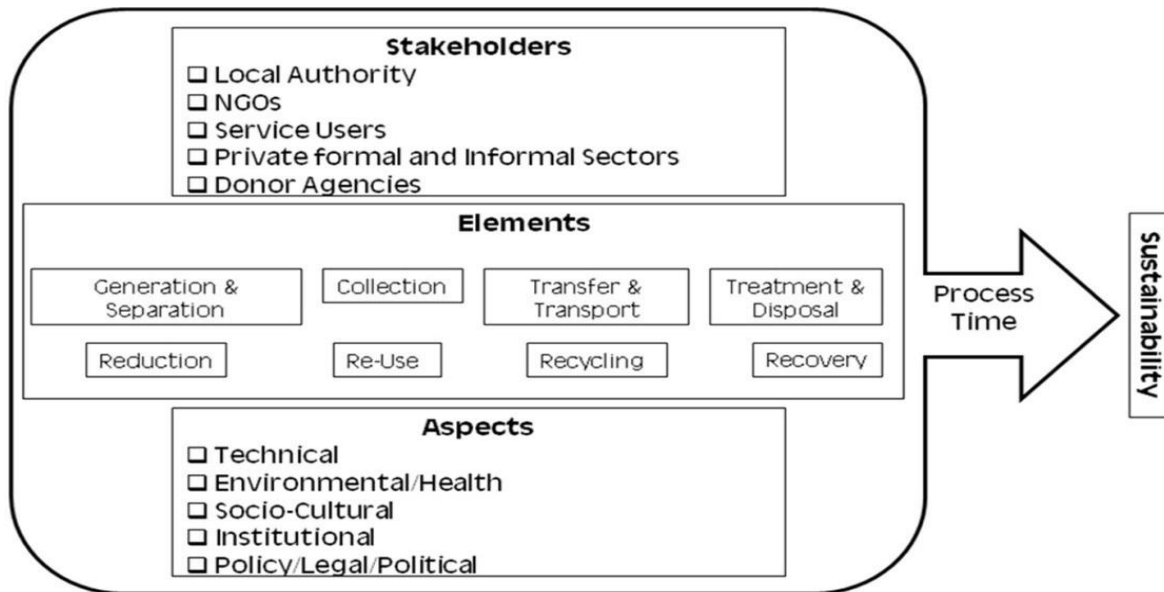 Stakeholders
❑ Local Authority
❑ NGOs
❑ Service Users
❑ Private formal and Informal Sectors
❑ Donor Agencies
Elements
Generation &
Separation
Collection
Transfer &
Transport
Treatment &
Disposal
Reduction
Re-Use
Recycling
Recovery
Aspects
❑ Technical
❑ Environmental/Health
❑ Socio-Cultural
❑ Institutional
❑ Policy/Legal/Political
Process
Time
Sustainability